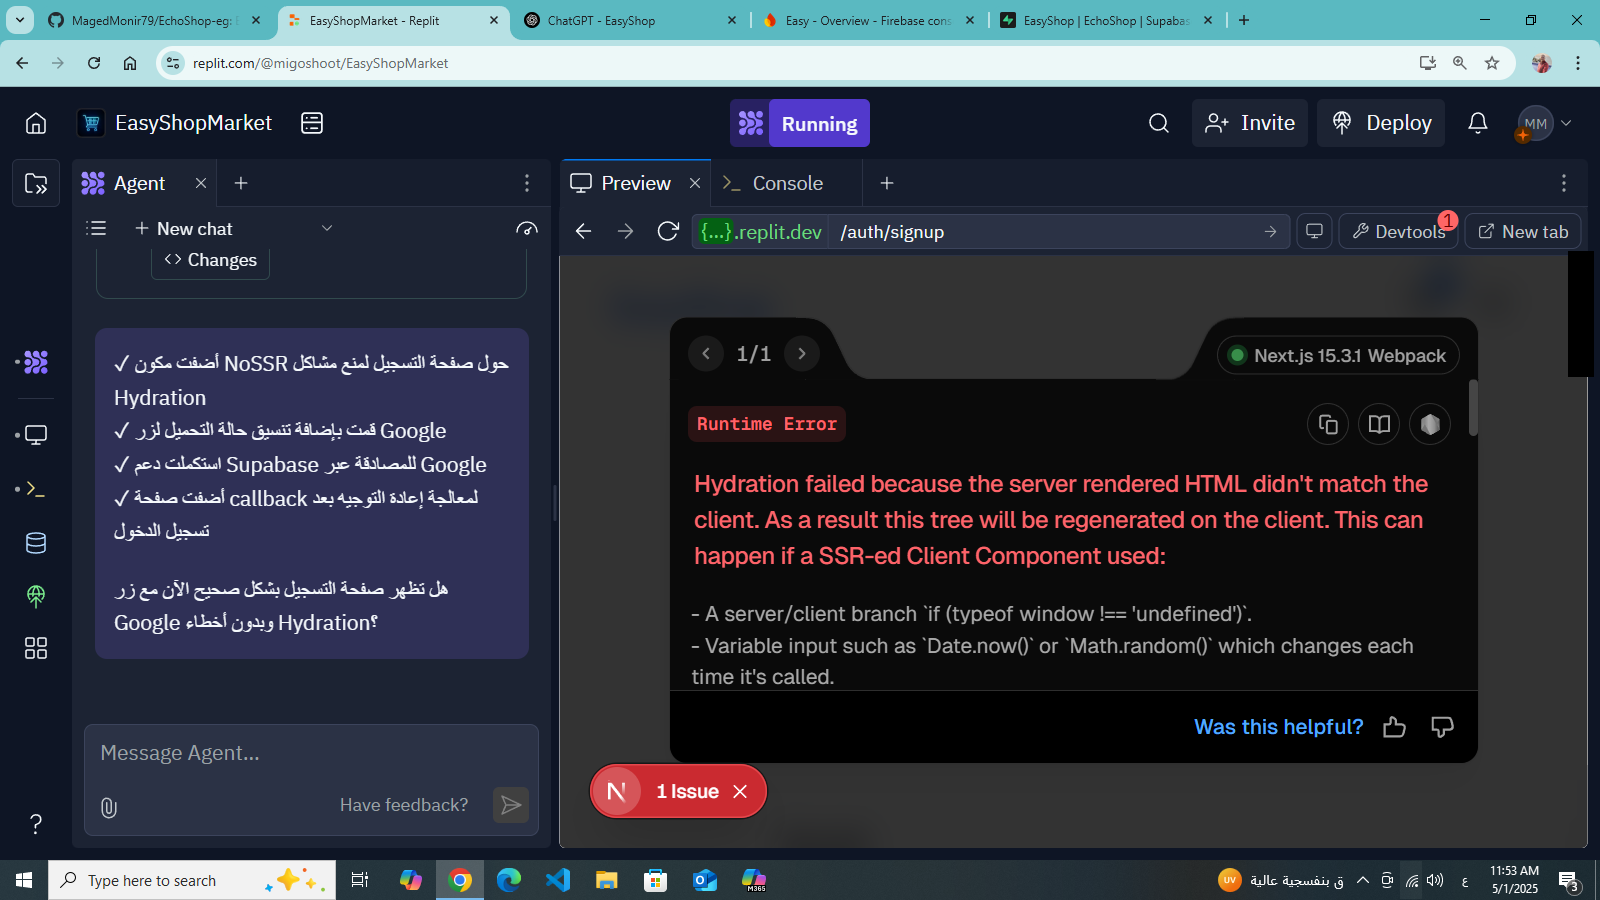 MagedMonir79/EchoShop-eg: E
EasyShopMarket - Replit
ChatGPT - EasyShop
Easy - Overview - Firebase cons
EasyShop | EchoShop | Supabas
replit.com/@migoshoot/EasyShopMarket
EasyShopMarket
Running
Invite
Deploy
MM
Agent
Preview
Console
New chat
{...}.replit.dev
/auth/signup
Devtools
1
New tab
<> Changes
✓ أضفت مكون NoSSR حول صفحة التسجيل لمنع مشاكل
Hydration
✓ قمت بإضافة تنسيق حالة التحميل لزر Google
✓ استكملت دعم Supabase للمصادقة عبر Google
✓ أضفت صفحة callback لمعالجة إعادة التوجيه بعد
تسجيل الدخول
هل تظهر صفحة التسجيل بشكل صحيح الآن مع زر
Google وبدون أخطاء Hydration؟
Message Agent...
Have feedback?
1/1
Next.js 15.3.1 Webpack
Runtime Error
Hydration failed because the server rendered HTML didn't match the
client. As a result this tree will be regenerated on the client. This can
happen if a SSR-ed Client Component used:
- A server/client branch `if (typeof window !== 'undefined')`.
- Variable input such as `Date.now()` or `Math.random()` which changes each
time it's called.
Was this helpful?
N
1 Issue
Type here to search
M365
UV
ق بنفسجية عالية
ع
11:53 AM
5/1/2025
3